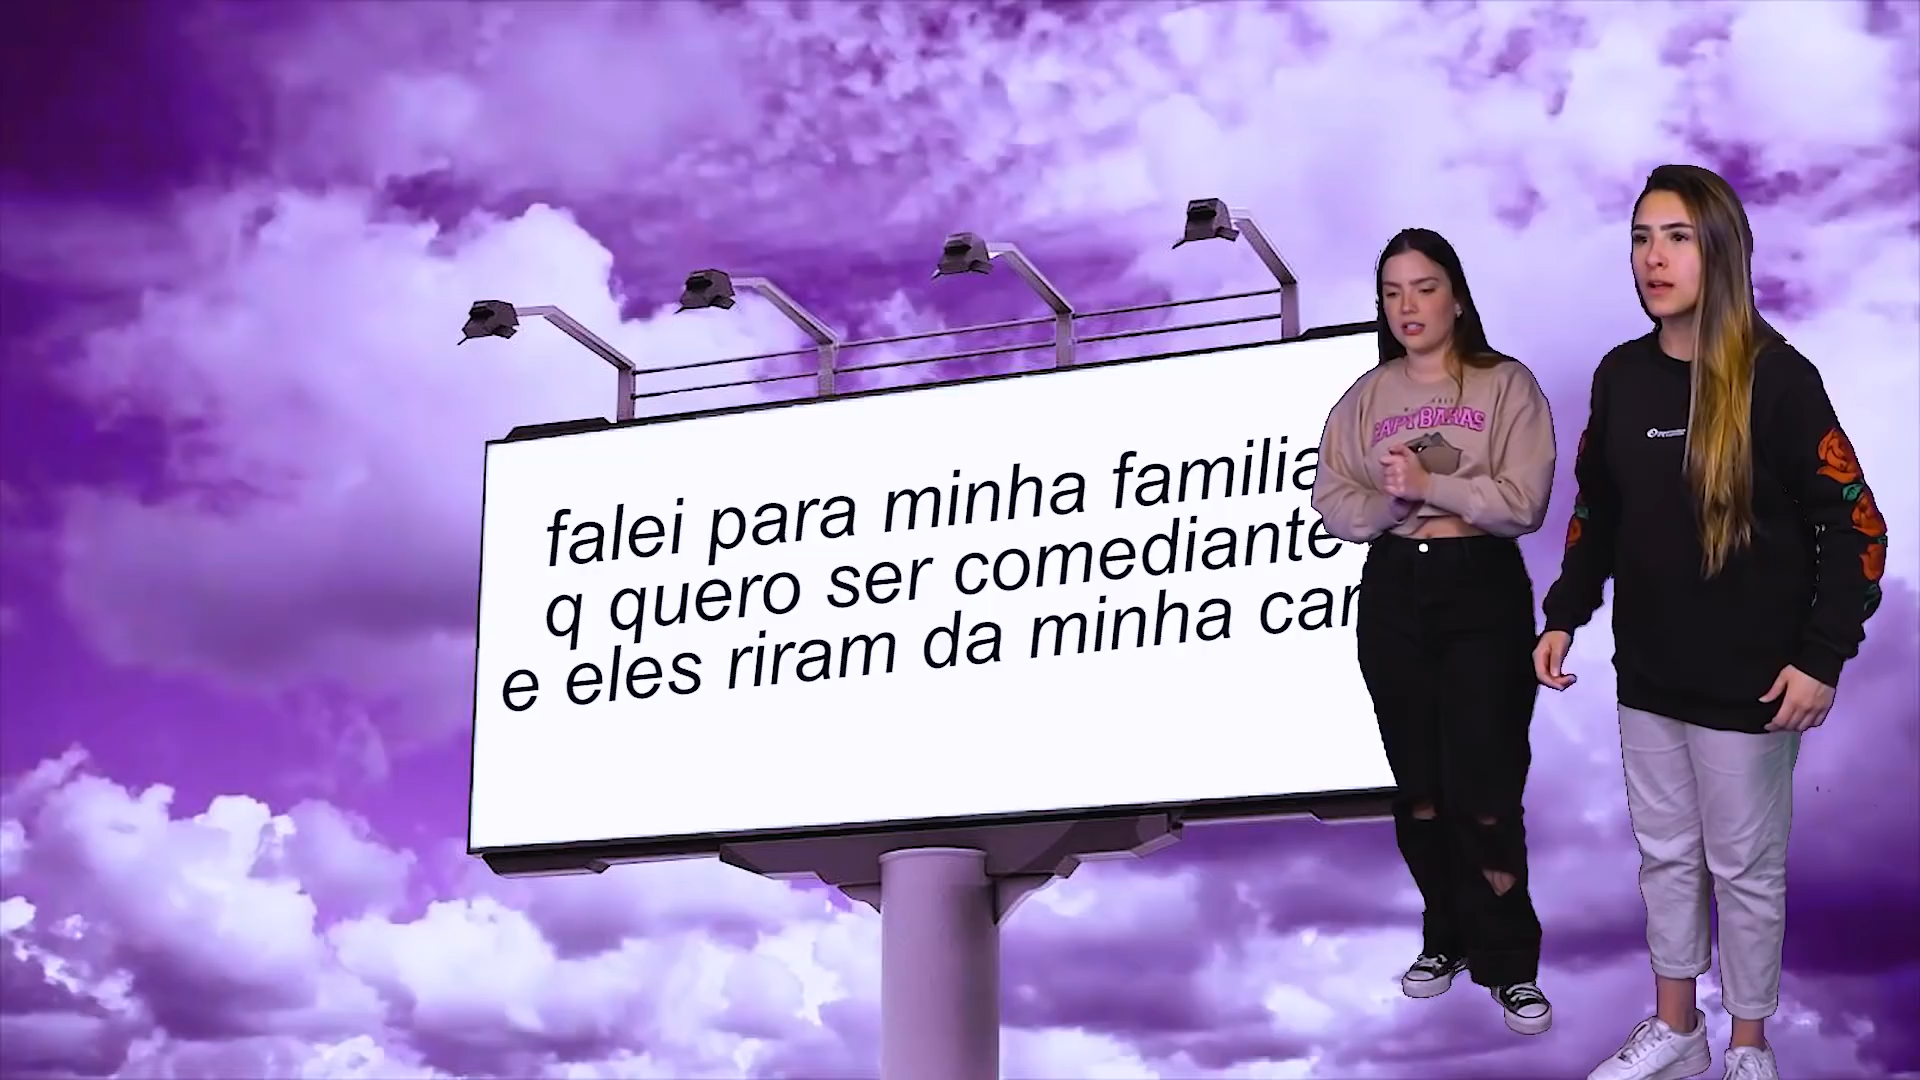 falei para minha familia
q quero ser comediante
e eles riram da minha